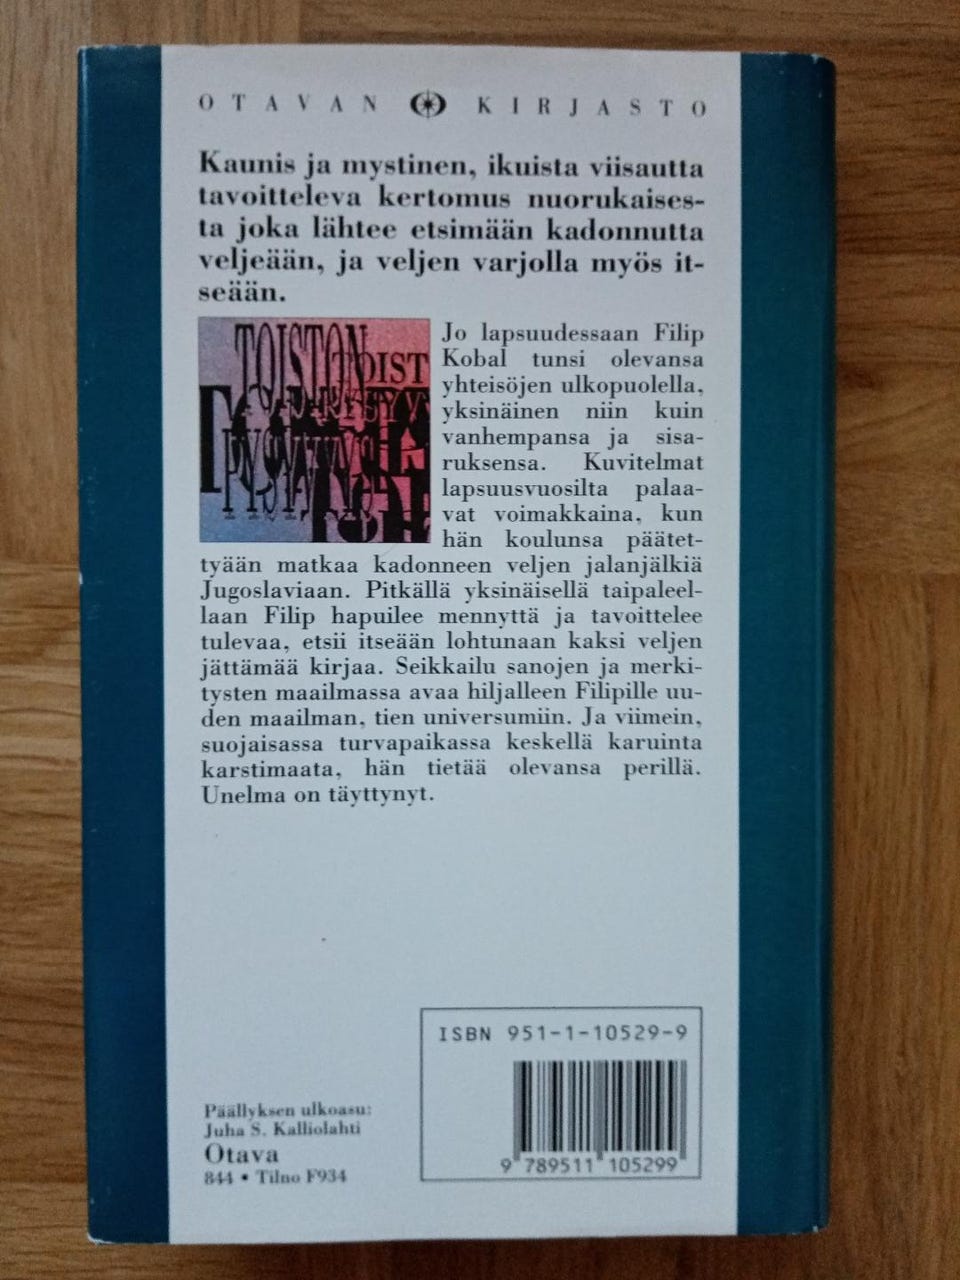 OTAVAN KIRJASTO
Kaunis ja mystinen, ikuista viisautta
tavoitteleva kertomus nuorukaises-
ta joka lähtee etsimään kadonnutta
veljeään, ja veljen varjolla myös it-
seään.
TOISTON
TOIST
PYSYVYYS
Jo lapsuudessaan Filip
Kobal tunsi olevansa
yhteisöjen ulkopuolella,
yksinäinen niin kuin
vanhempansa ja sisa-
ruksensa. Kuvitelmat
lapsuusvuosilta palaa-
vat voimakkaina, kun
hän koulunsa päätet-
tyään matkaa kadonneen veljen jalanjälkiä
Jugoslaviaan. Pitkällä yksinäisellä taipaleel-
laan Filip hapuilee mennyttä ja tavoittelee
tulevaa, etsii itseään lohtunaan kaksi veljen
jättämää kirjaa. Seikkailu sanojen ja merki-
tysten maailmassa avaa hiljalleen Filipille uu-
den maailman, tien universumiin. Ja viimein,
suojaisassa turvapaikassa keskellä karuinta
karstimaata, hän tietää olevansa perillä.
Unelma on täyttynyt.
ISBN 951-1-10529-9
9 789511 105299
Päällyksen ulkoasu:
Juha S. Kalliolahti
Otava
844 • Tilno F934